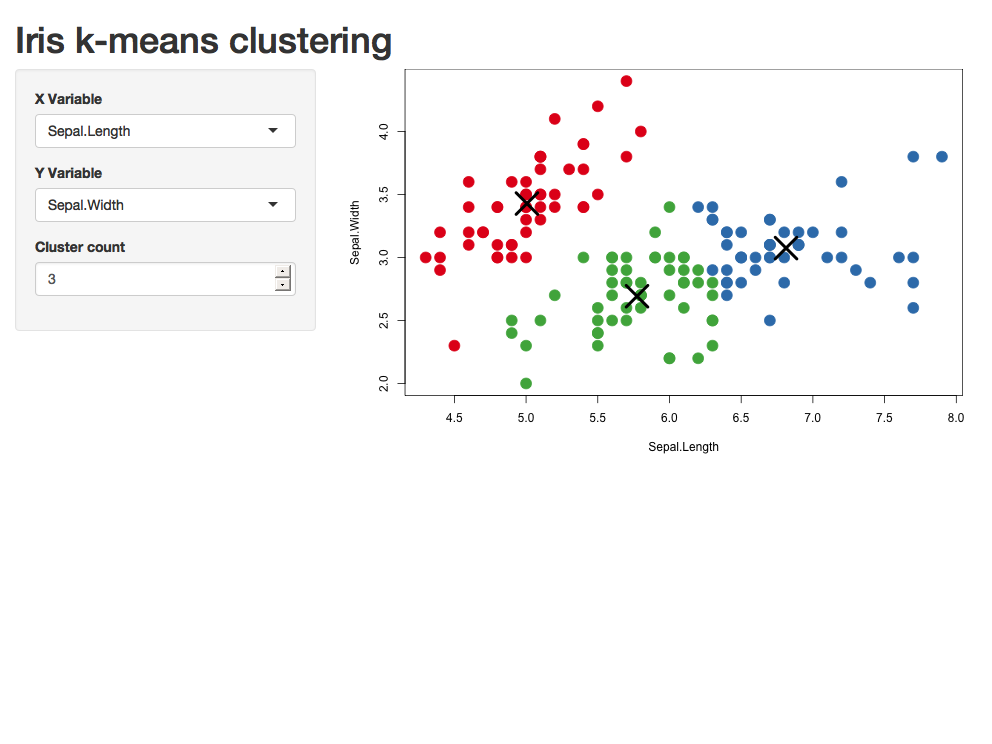 Iris k-means clustering
X Variable
Sepal.Length
Y Variable
Sepal.Width
Cluster count
3
Sepal.Width
4.0
3.5
3.0
2.5
2.0
4.5 5.0 5.5 6.0 6.5 7.0 7.5 8.0
Sepal.Length